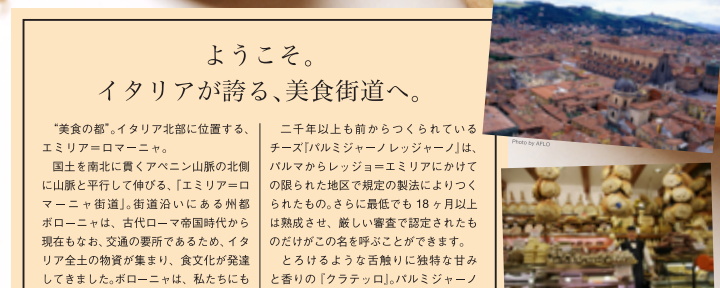 ようこそ。
イタリアが誇る、美食街道へ。
“美食の都”。イタリア北部に位置する、
エミリア＝ロマーニャ。
国土を南北に貫くアペニン山脈の北側
に山脈と平行して伸びる、『エミリア＝ロ
マーニャ街道』。街道沿いにある州都
ボローニャは、古代ローマ帝国時代から
現在もなお、交通の要所であるため、イタ
リア全土の物資が集まり、食文化が発達
してきました。ボローニャは、私たちにも
二千年以上も前からつくられている
チーズ『パルミジャーノ レッジャーノ』は、
パルマからレッジョ＝エミリアにかけて
の限られた地区で規定の製法によりつく
られたもの。さらに最低でも 18 ヶ月以上
は熟成させ、厳しい審査で認定されたも
のだけがこの名を呼ぶことができます。
とろけるような舌触りに独特な甘み
と香りの『クラテッロ』。パルミジャーノ
Photo by AFLO